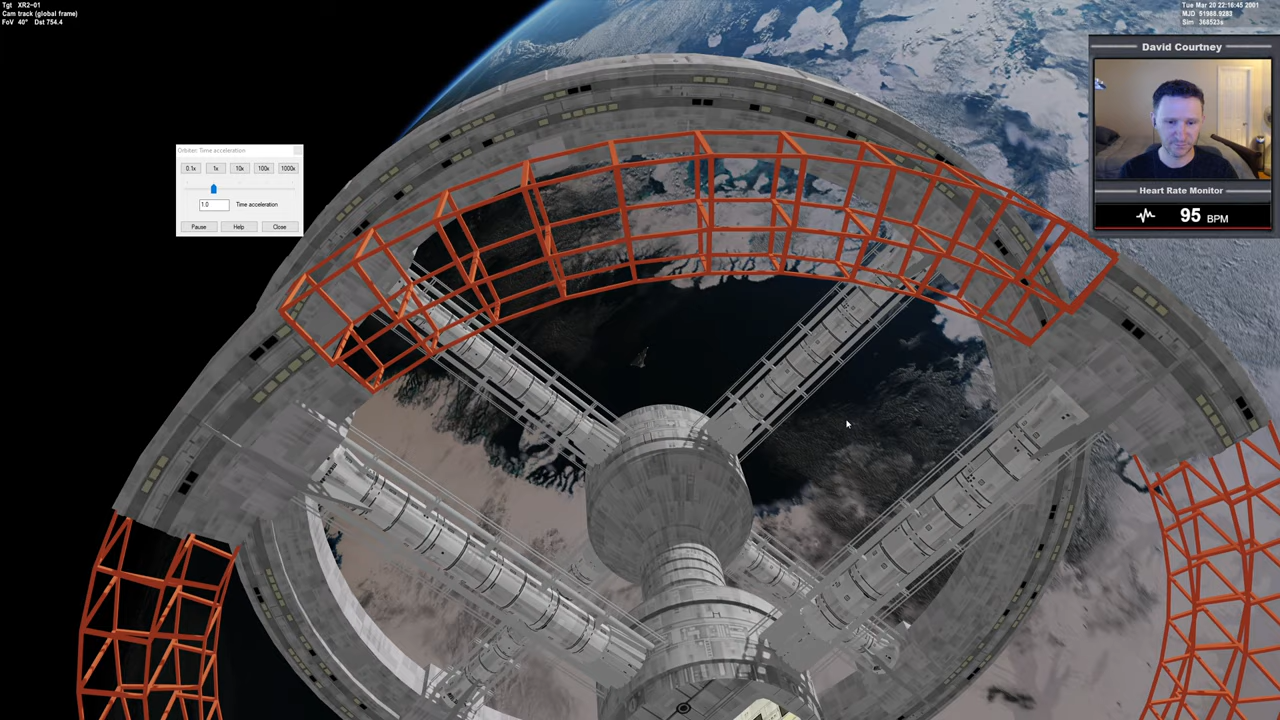 Tgt XR2-01
Cam track (global frame)
FoV 40° Dst 754.4
Tue Mar 20 22:16:45 2001
MJD 51988.9283
Sim 368523s
David Courtney
Heart Rate Monitor
95 BPM
Orbiter: Time acceleration
0.1x 1x 10x 100x 1000x
1.0 Time acceleration
Pause Help Close